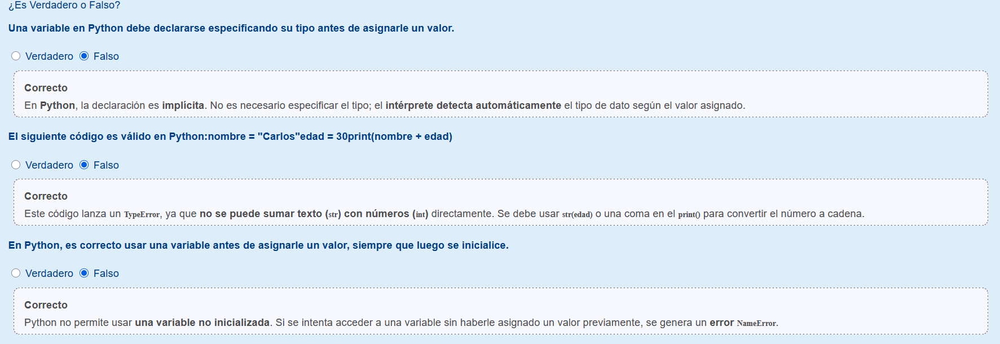 ¿Es Verdadero o Falso?
Una variable en Python debe declararse especificando su tipo antes de asignarle un valor.
Verdadero Falso
Correcto
En Python, la declaración es implícita. No es necesario especificar el tipo; el intérprete detecta automáticamente el tipo de dato según el valor asignado.
El siguiente código es válido en Python:nombre = "Carlos"edad = 30print(nombre + edad)
Verdadero Falso
Correcto
Este código lanza un TypeError, ya que no se puede sumar texto (str) con números (int) directamente. Se debe usar str(edad) o una coma en el print() para convertir el número a cadena.
En Python, es correcto usar una variable antes de asignarle un valor, siempre que luego se inicialice.
Verdadero Falso
Correcto
Python no permite usar una variable no inicializada. Si se intenta acceder a una variable sin haberle asignado un valor previamente, se genera un error NameError.